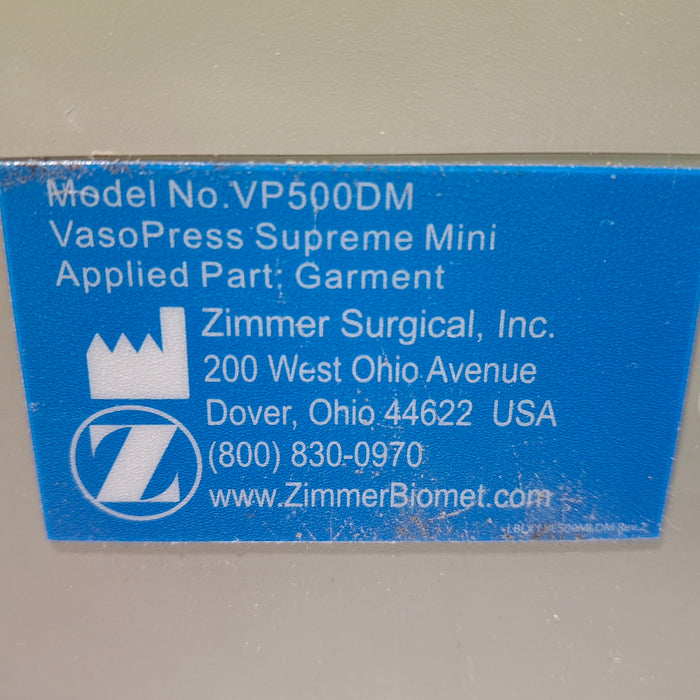 Model No.VP500DM
VasoPress Supreme Mini
Applied Part: Garment
Zimmer Surgical, Inc.
200 West Ohio Avenue
Dover, Ohio 44622 USA
(800) 830-0970
Z
www.ZimmerBiomet.com
Rev.